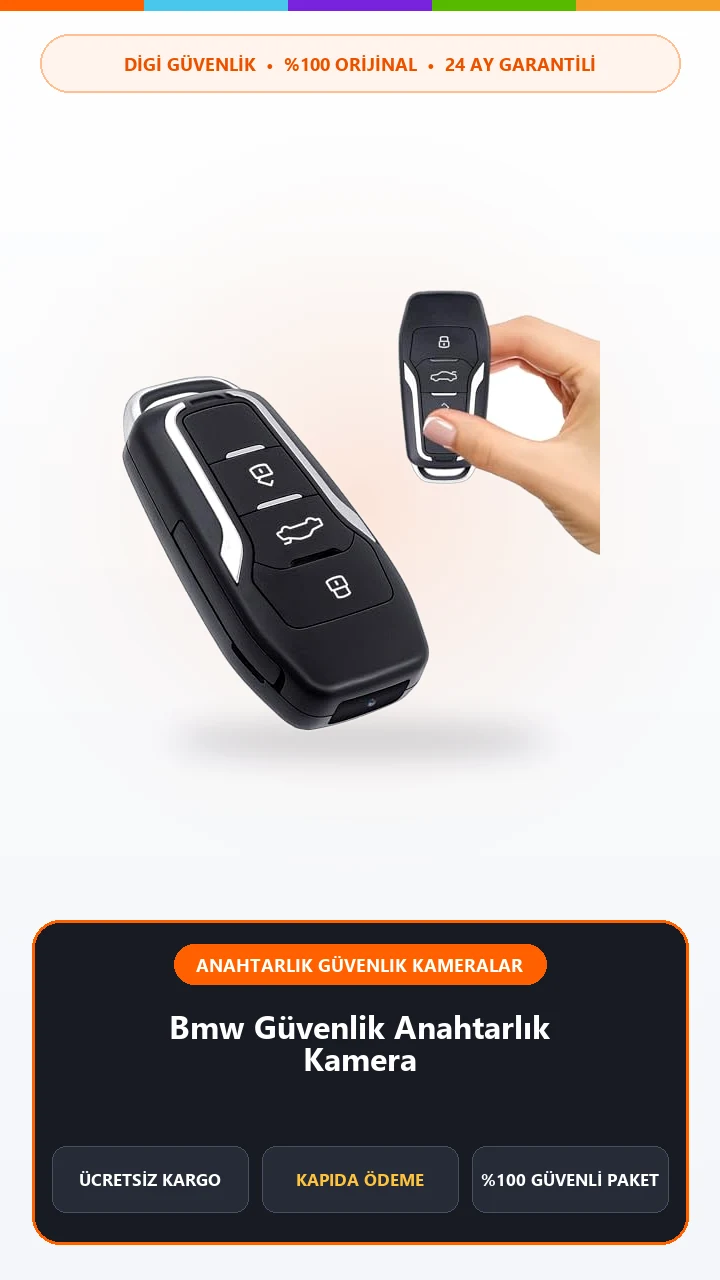 DİGİ GÜVENLİK • %100 ORİJİNAL • 24 AY GARANTİLİ
ANAHTARLIK GÜVENLIK KAMERALAR
Bmw Güvenlik Anahtarlık
Kamera
ÜCRETSİZ KARGO
KAPIDA ÖDEME
%100 GÜVENLİ PAKET